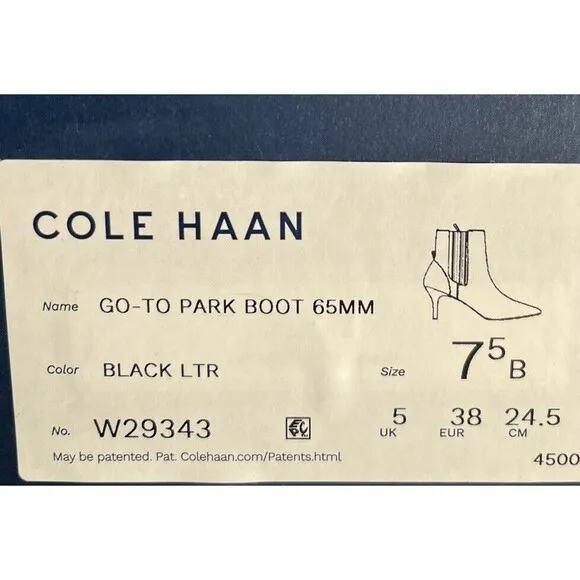 COLE HAAN
Name GO-TO PARK BOOT 65MM
Color BLACK LTR Size 7⁵ B
No. W29343 5 38 24.5
UK EUR CM
May be patented. Pat. Colehaan.com/Patents.html 4500